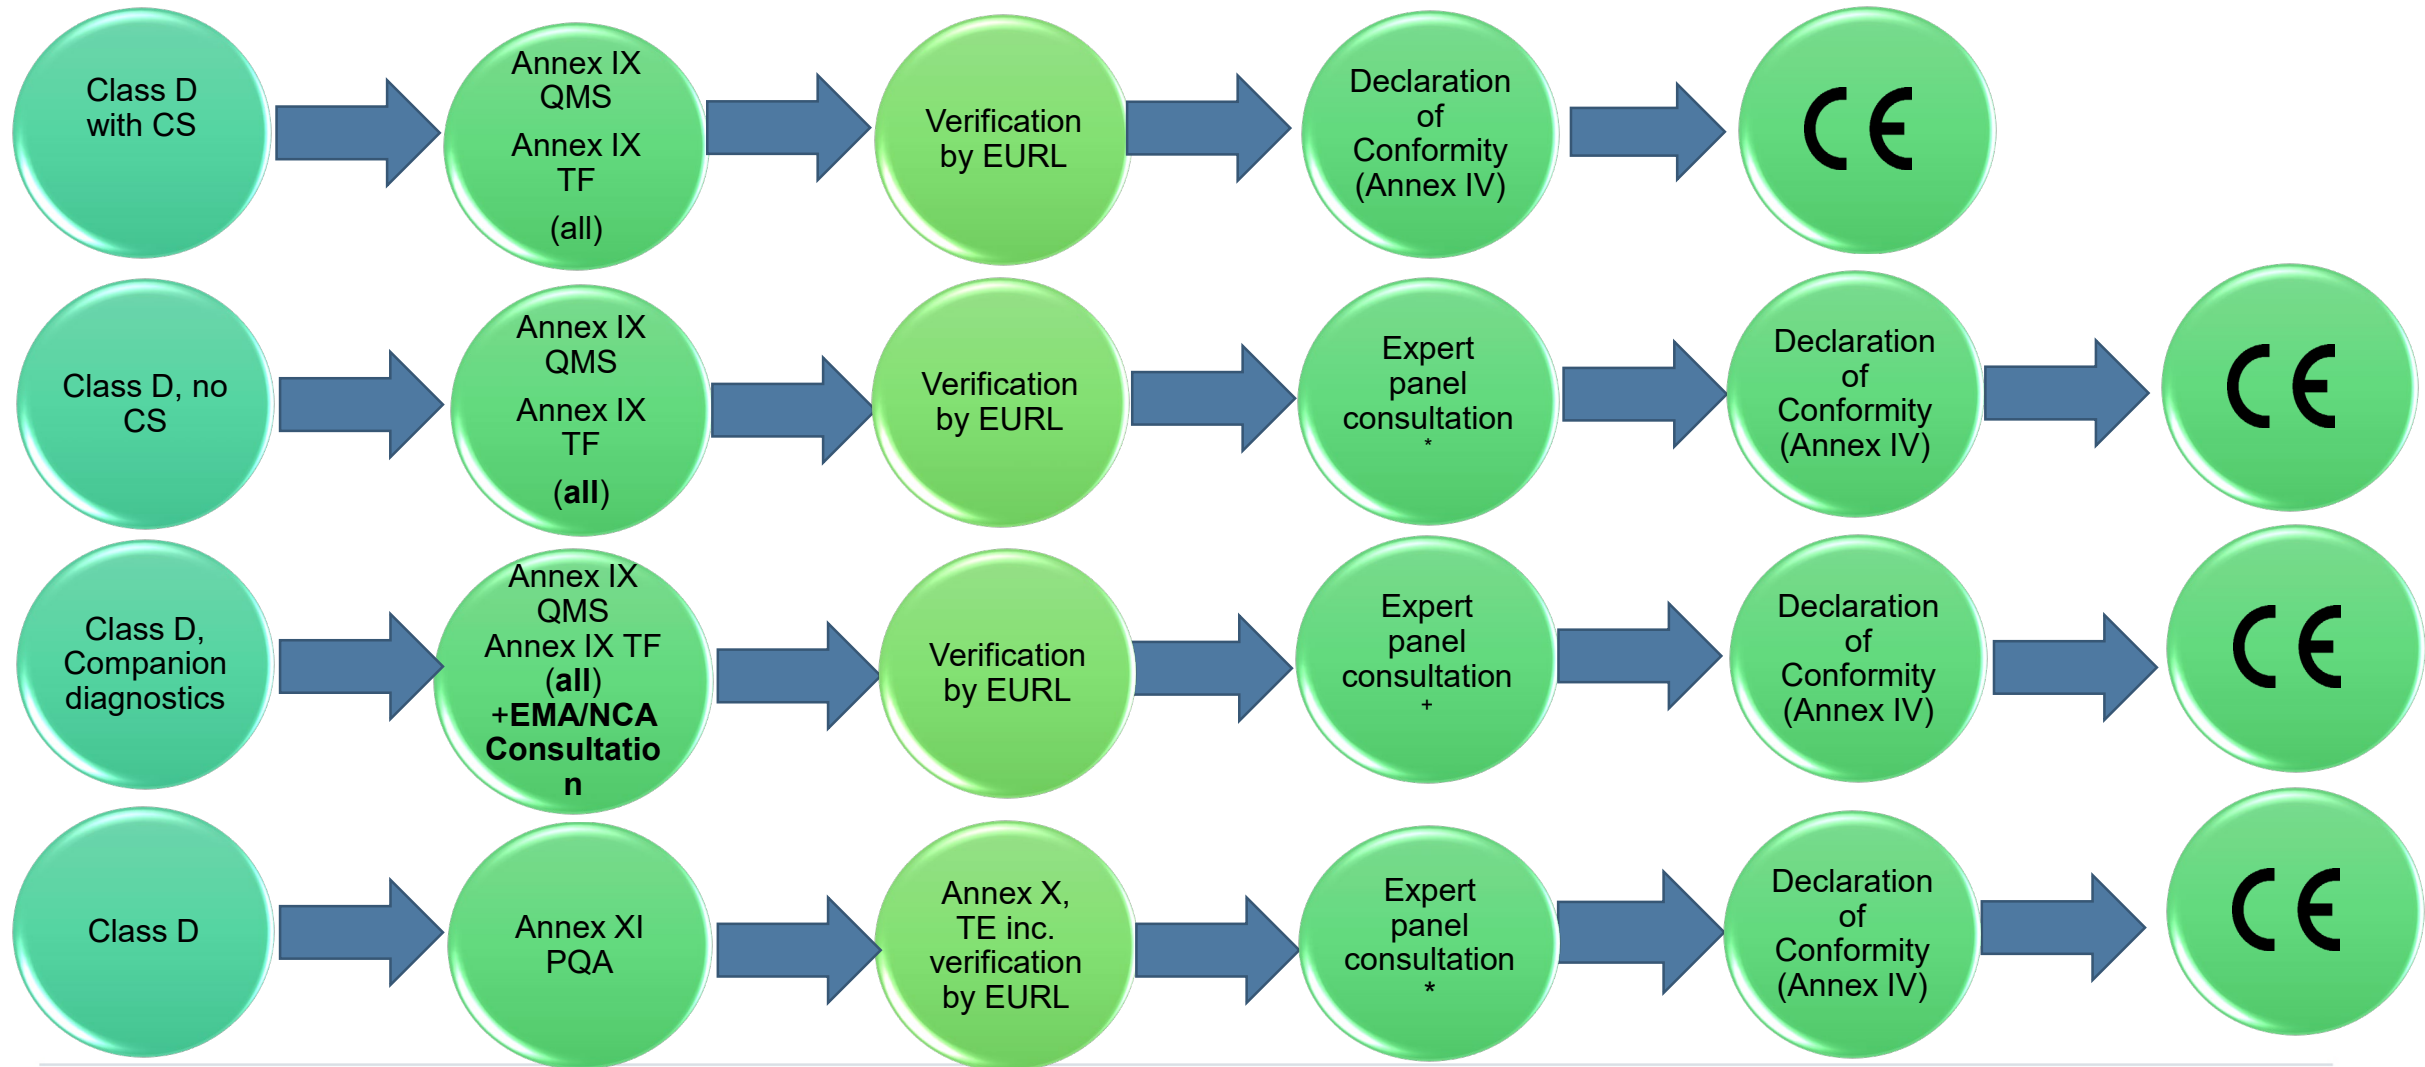 Class D
with CS
Annex IX
QMS
Annex IX
TF
(all)
Verification
by EURL
Declaration
of
Conformity
(Annex IV)
CE
Class D, no
CS
Annex IX
QMS
Annex IX
TF
(all)
Verification
by EURL
Expert
panel
consultation
*
Declaration
of
Conformity
(Annex IV)
CE
Class D,
Companion
diagnostics
Annex IX
QMS
Annex IX TF
(all)
+EMA/NCA
Consultatio
n
Verification
by EURL
Expert
panel
consultation
+
Declaration
of
Conformity
(Annex IV)
CE
Class D
Annex XI
PQA
Annex X,
TE inc.
verification
by EURL
Expert
panel
consultation
*
Declaration
of
Conformity
(Annex IV)
CE